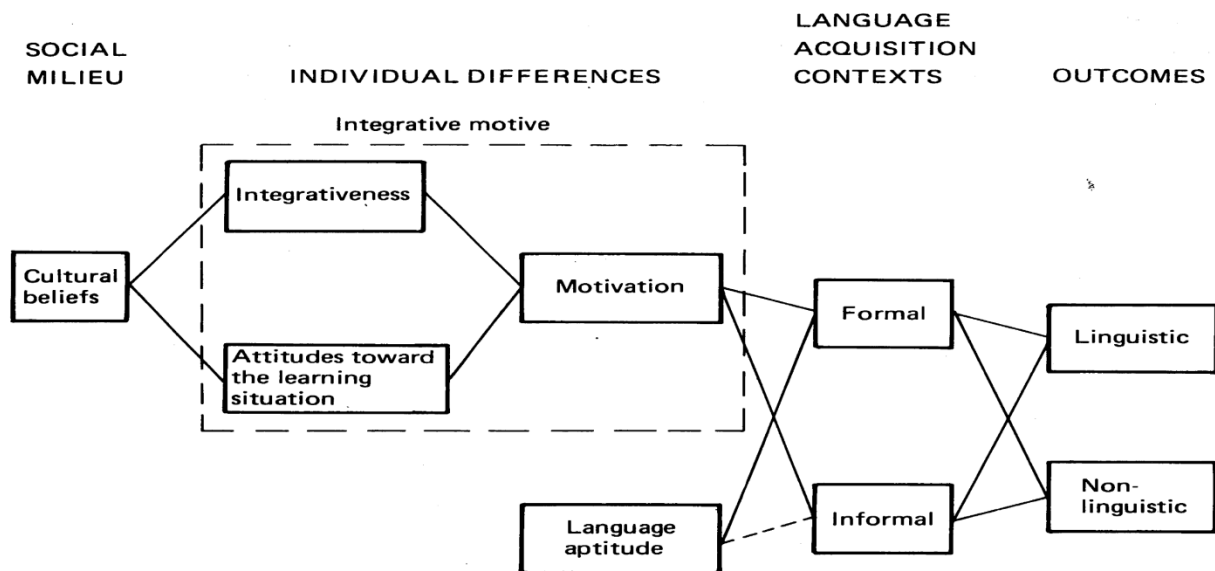 SOCIAL
MILIEU
INDIVIDUAL DIFFERENCES
LANGUAGE
ACQUISITION
CONTEXTS
OUTCOMES
Integrative motive
Integrativeness
Cultural
beliefs
Attitudes toward
the learning
situation
Motivation
Language
aptitude
Formal
Informal
Linguistic
Non-
linguistic